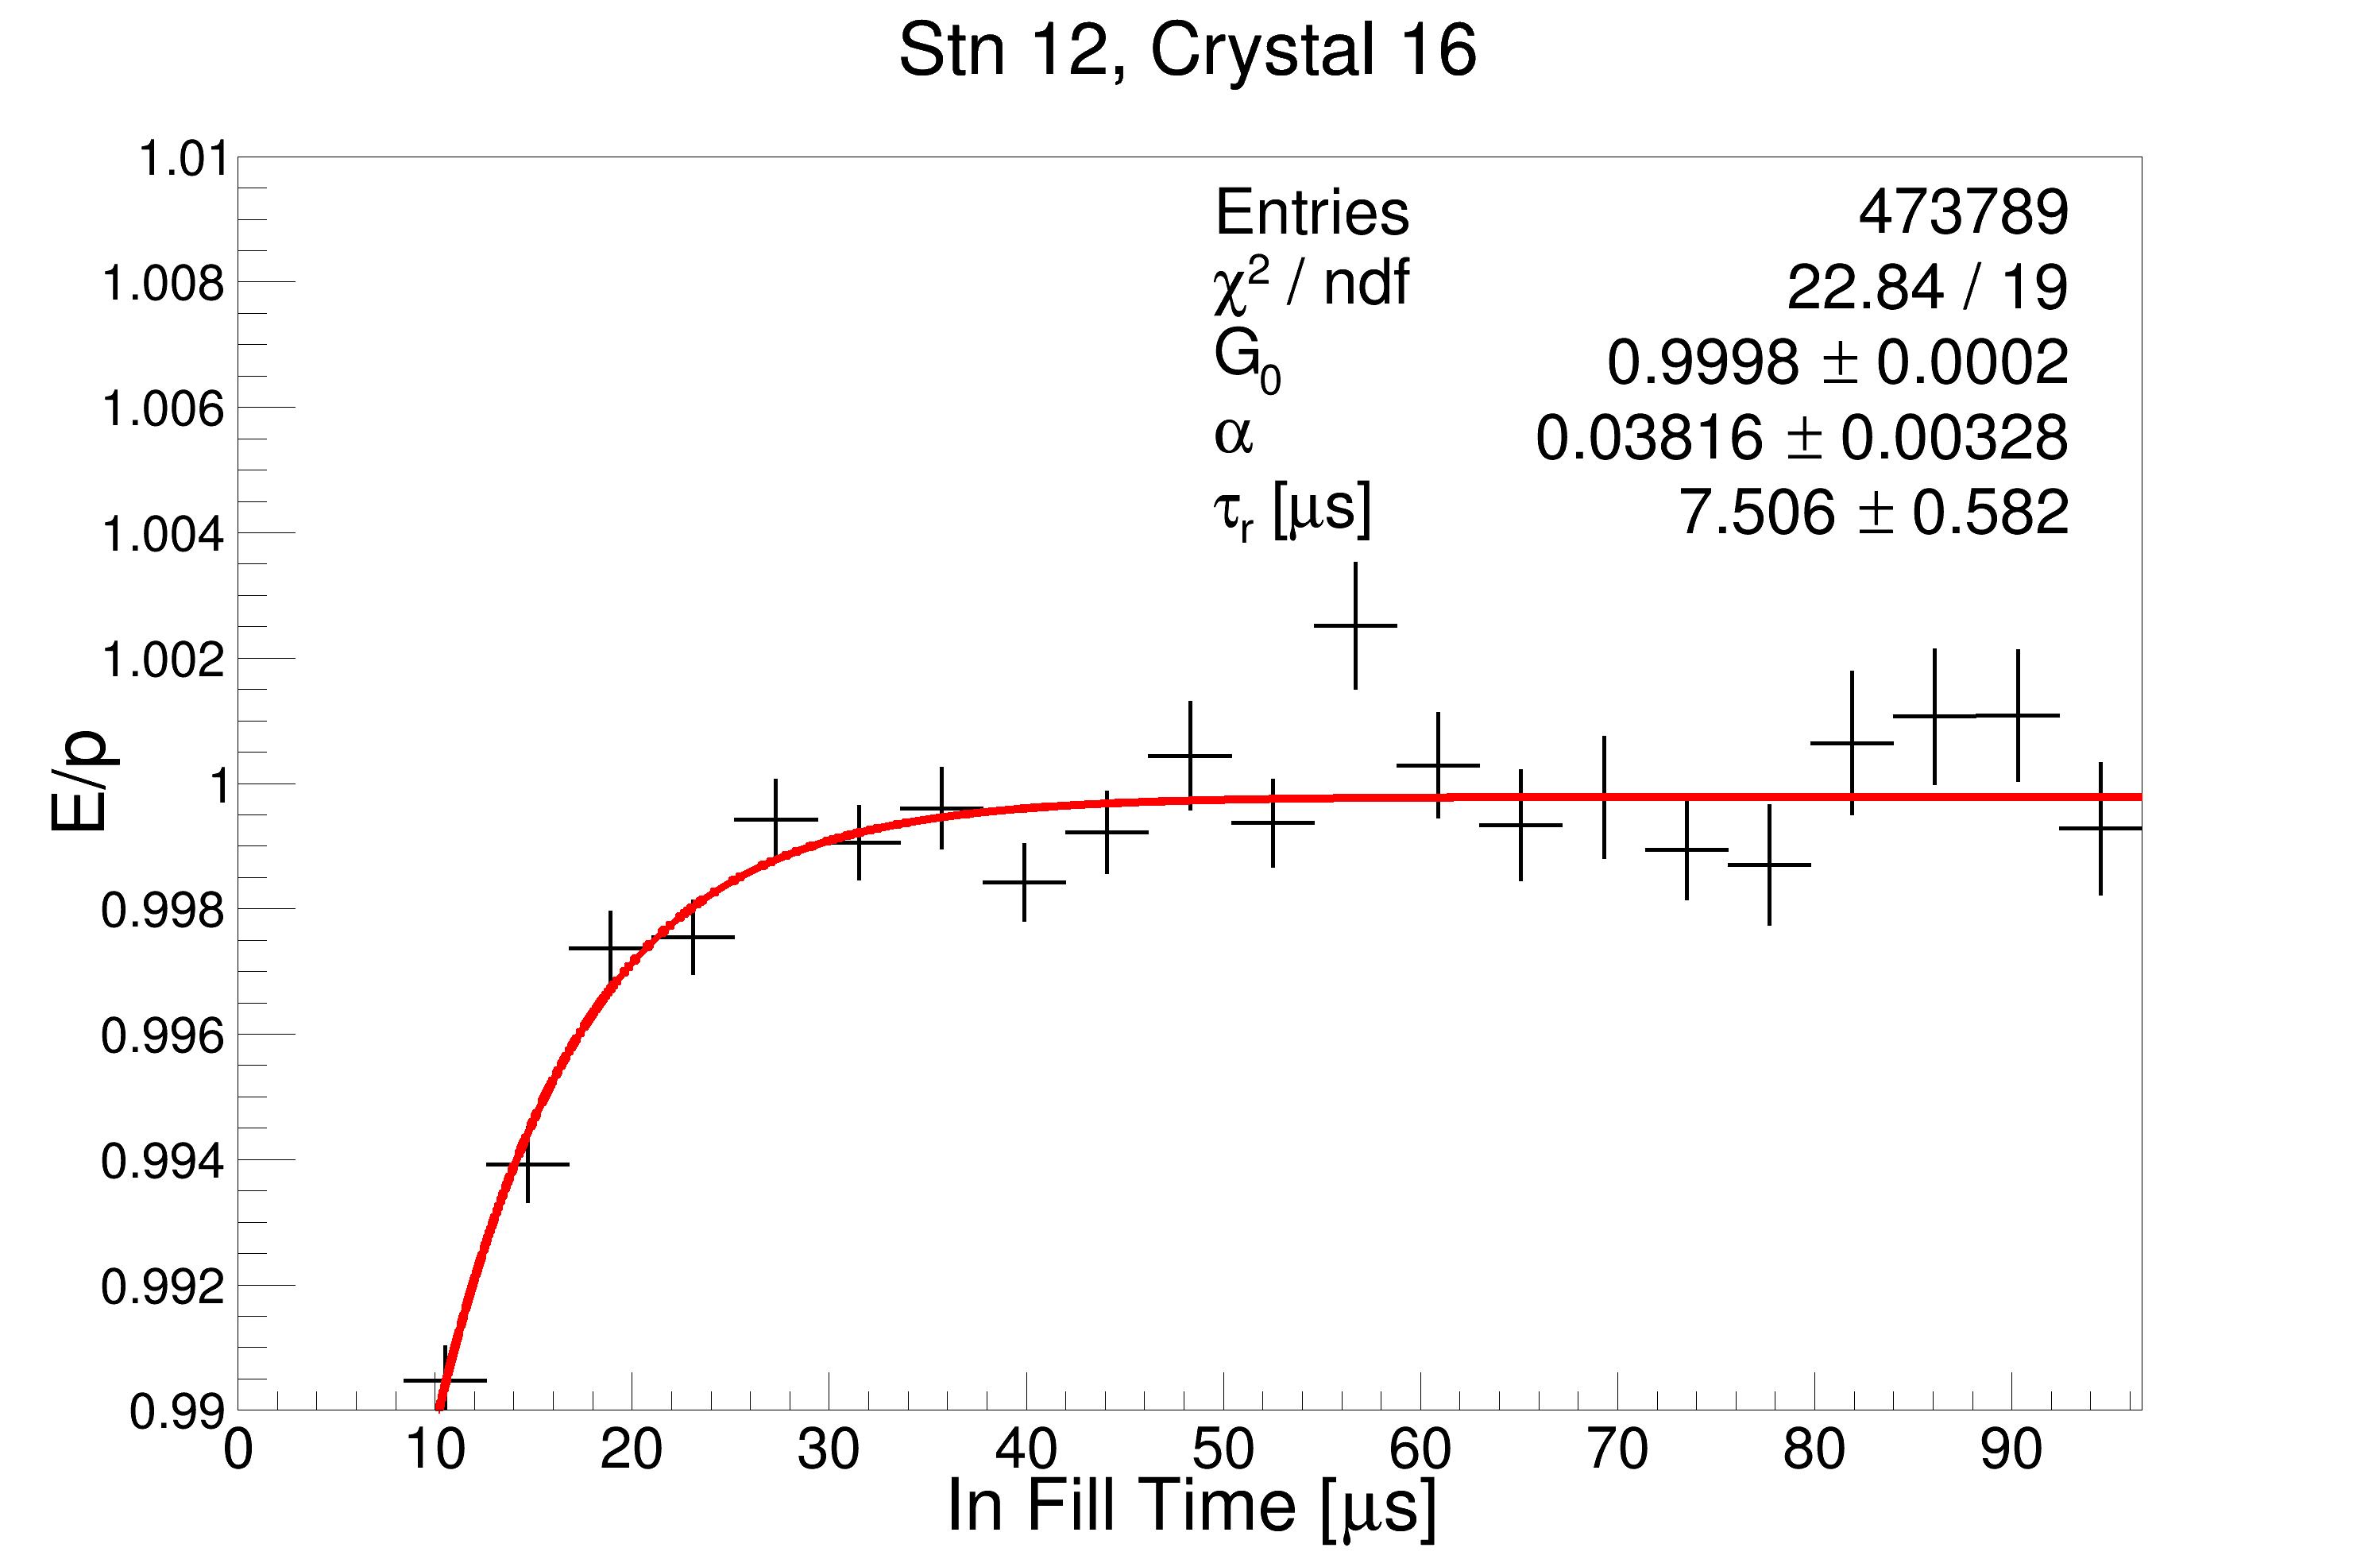 Stn 12, Crystal 16
1.01
1.008
1.006
1.004
1.002
1
0.998
0.996
0.994
0.992
0.99
E/p
Entries 473789
χ² / ndf 22.84 / 19
G₀ 0.9998 ± 0.0002
α 0.03816 ± 0.00328
τᵣ [μs] 7.506 ± 0.582
0 10 20 30 40 50 60 70 80 90
In Fill Time [μs]